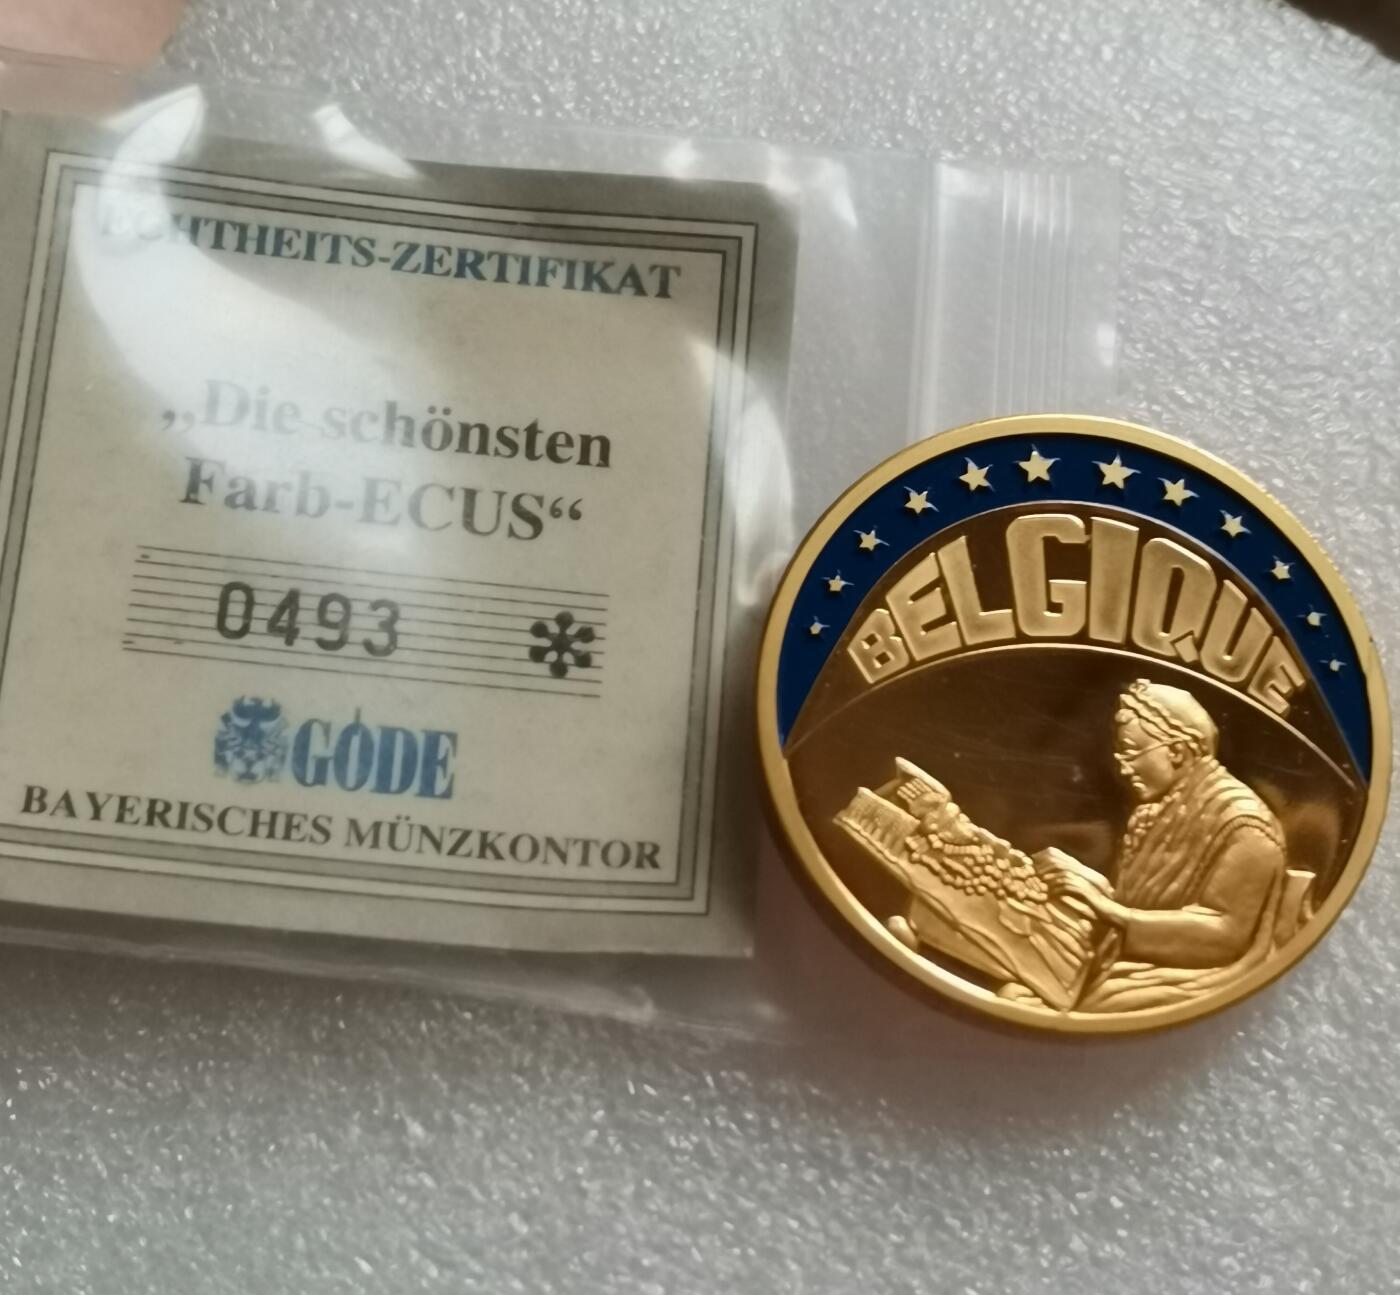 ECHTHEITS-ZERTIFIKAT
„Die schönsten
Farb-ECUS“
0493
GÖDE
BAYERISCHES MÜNZKONTOR
BELGIQUE